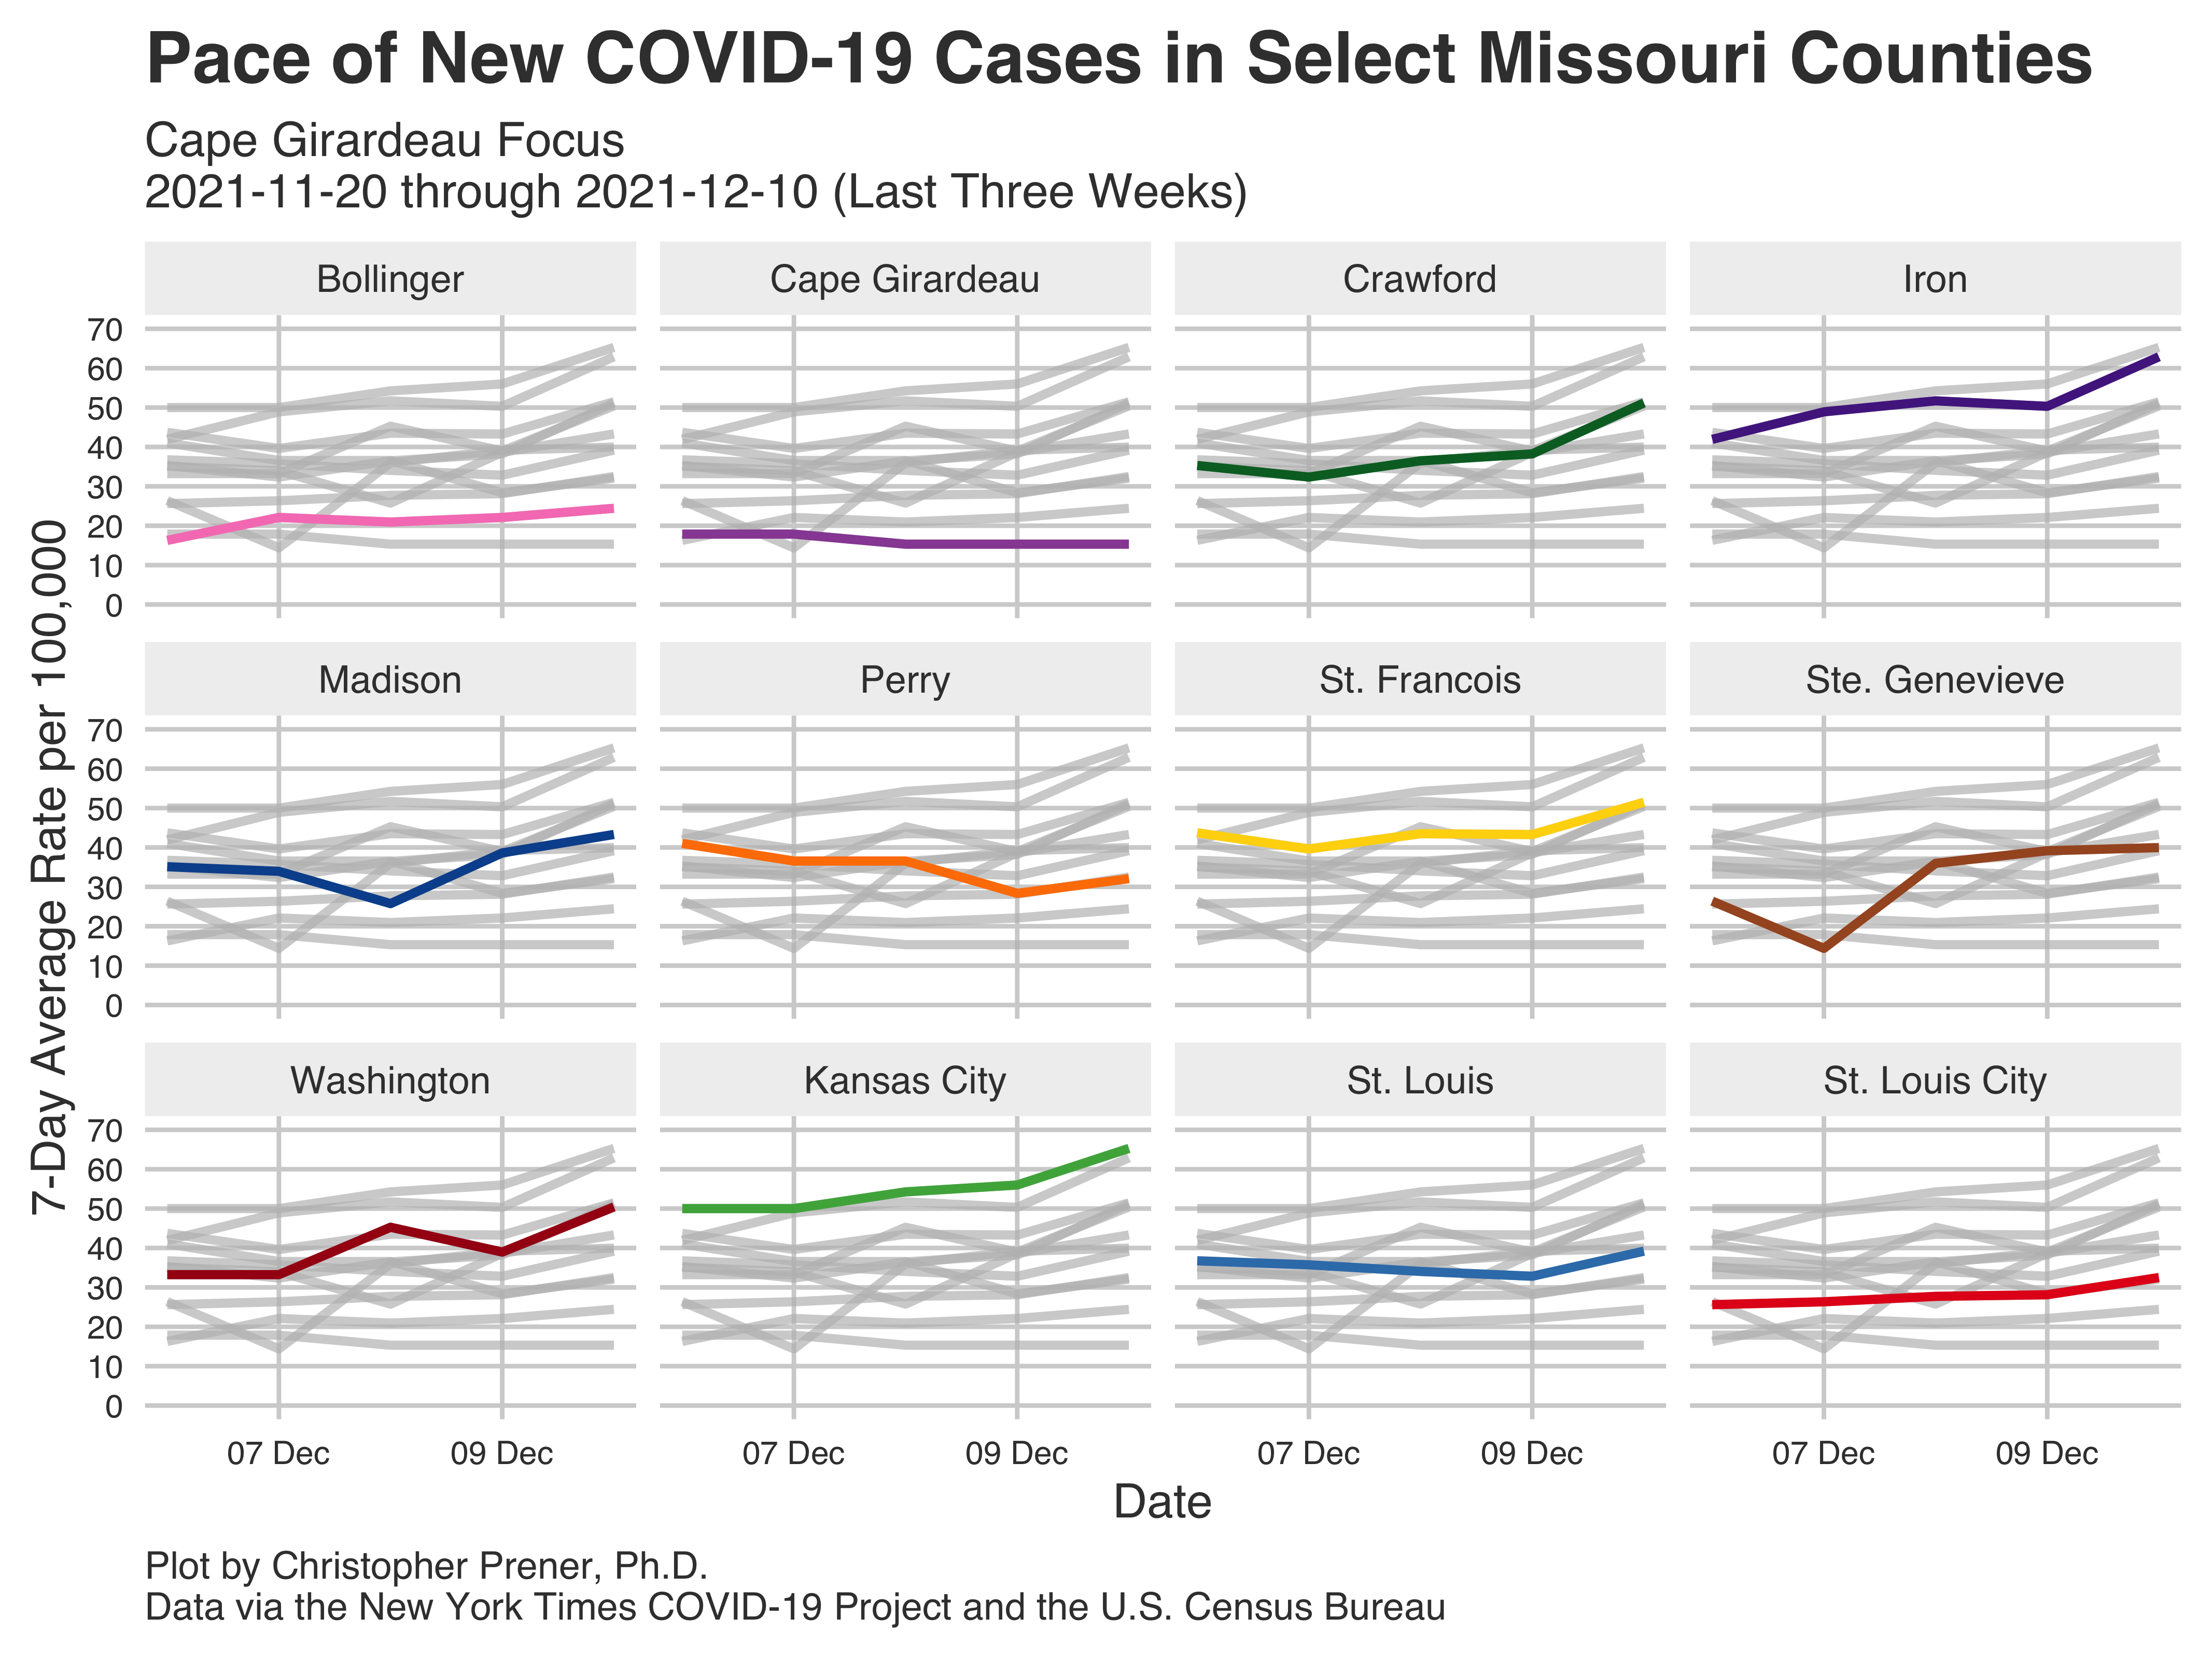 Pace of New COVID-19 Cases in Select Missouri Counties
Cape Girardeau Focus
2021-11-20 through 2021-12-10 (Last Three Weeks)
7-Day Average Rate per 100,000
Bollinger
Cape Girardeau
Crawford
Iron
70
60
50
40
30
20
10
0
Madison
Perry
St. Francois
Ste. Genevieve
70
60
50
40
30
20
10
0
Washington
Kansas City
St. Louis
St. Louis City
70
60
50
40
30
20
10
0
07 Dec
09 Dec
07 Dec
09 Dec
07 Dec
09 Dec
07 Dec
09 Dec
Date
Plot by Christopher Prener, Ph.D.
Data via the New York Times COVID-19 Project and the U.S. Census Bureau